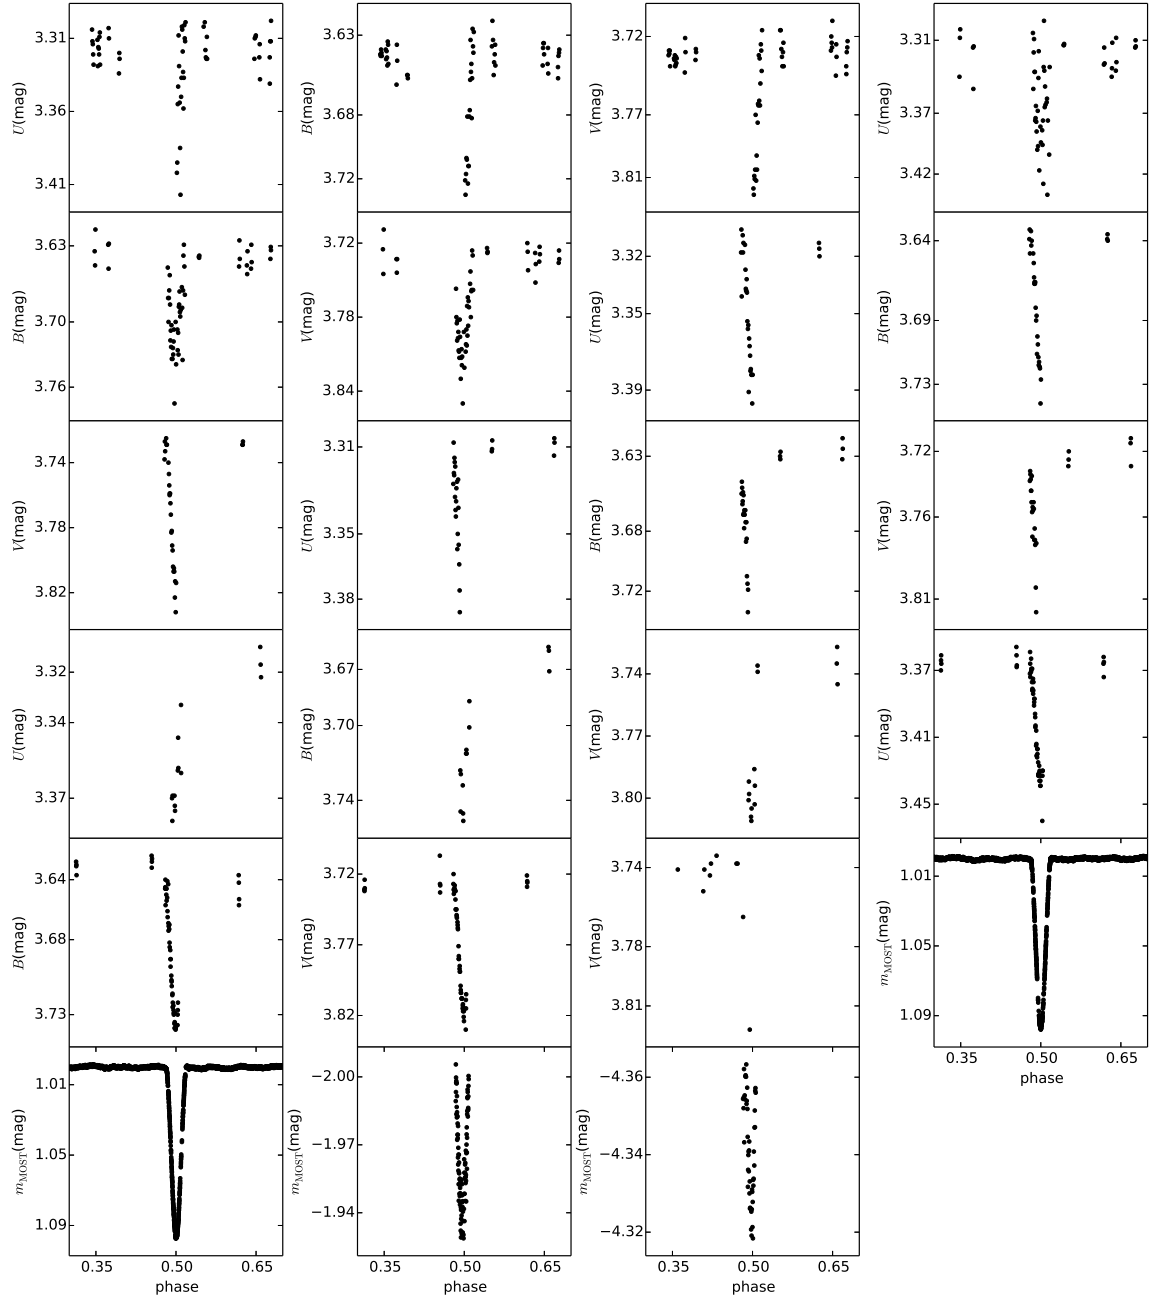 3.31
3.36
3.41
U(mag)
3.63
3.68
3.72
B(mag)
3.72
3.77
3.81
V(mag)
3.31
3.37
3.42
U(mag)
3.63
3.70
3.76
B(mag)
3.72
3.78
3.84
V(mag)
3.32
3.35
3.39
U(mag)
3.64
3.69
3.73
B(mag)
3.74
3.78
3.82
V(mag)
3.31
3.35
3.38
U(mag)
3.63
3.68
3.72
B(mag)
3.72
3.76
3.81
V(mag)
3.32
3.34
3.37
U(mag)
3.67
3.70
3.74
B(mag)
3.74
3.77
3.80
V(mag)
3.37
3.41
3.45
U(mag)
3.64
3.68
3.73
B(mag)
3.72
3.77
3.82
V(mag)
3.74
3.78
3.81
V(mag)
1.01
1.05
1.09
mMOST(mag)
0.35 0.50 0.65
phase
1.01
1.05
1.09
mMOST(mag)
0.35 0.50 0.65
phase
−2.00
−1.97
−1.94
mMOST(mag)
0.35 0.50 0.65
phase
−4.36
−4.34
−4.32
mMOST(mag)
0.35 0.50 0.65
phase